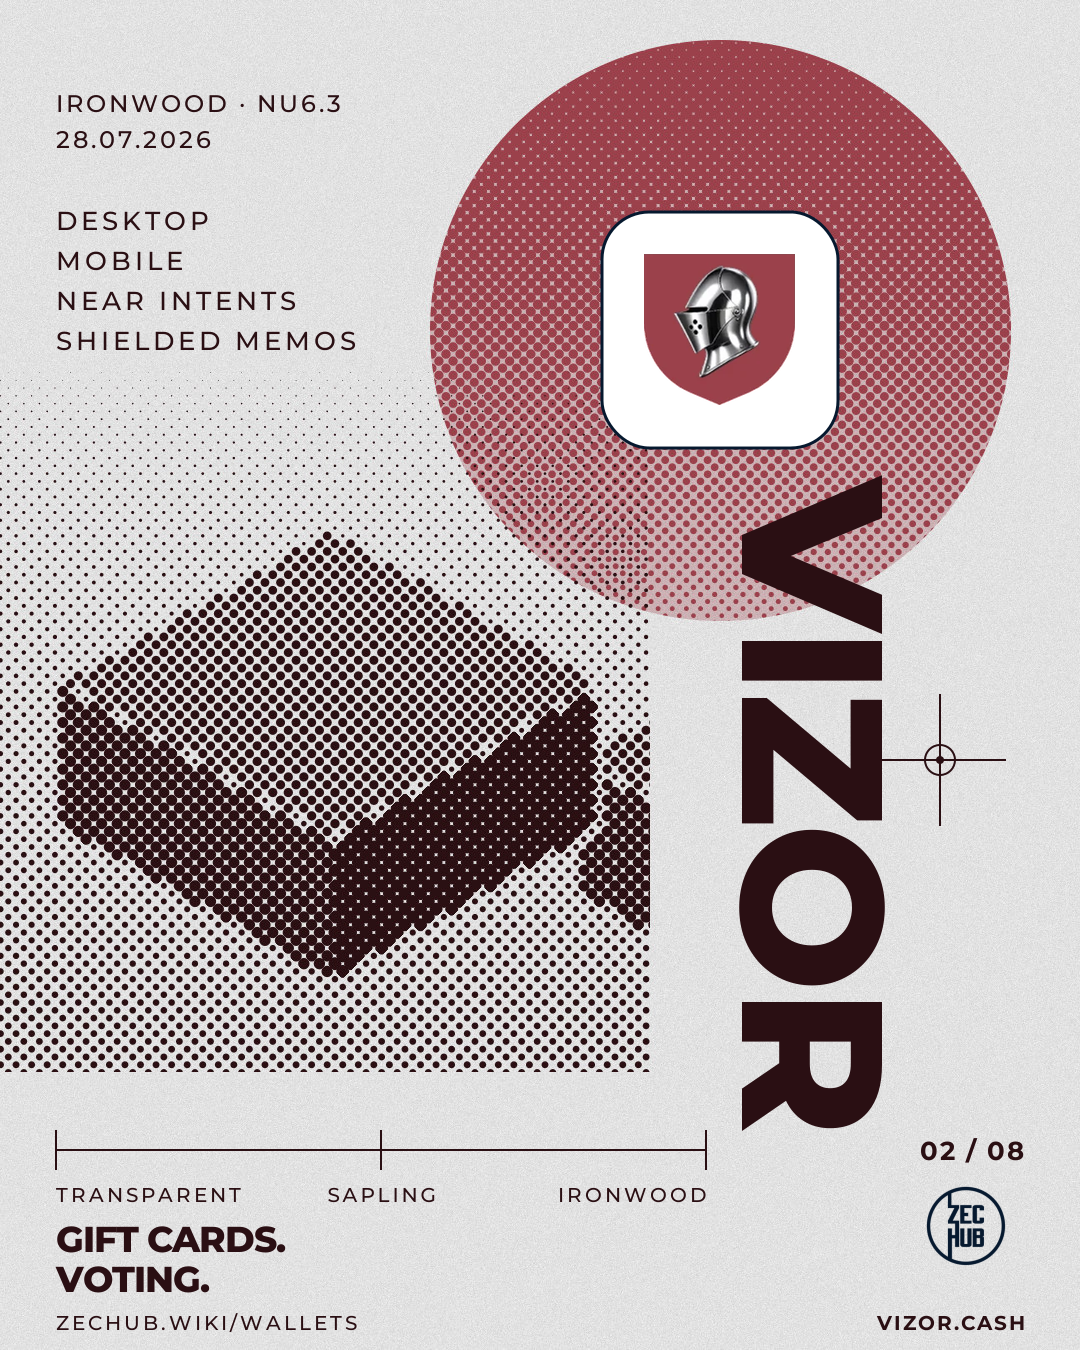 IRONWOOD · NU6.3
28.07.2026
DESKTOP
MOBILE
NEAR INTENTS
SHIELDED MEMOS
VIZOR
TRANSPARENT
SAPLING
IRONWOOD
GIFT CARDS.
VOTING.
ZECHUB.WIKI/WALLETS
02 / 08
ZEC
HUB
VIZOR.CASH